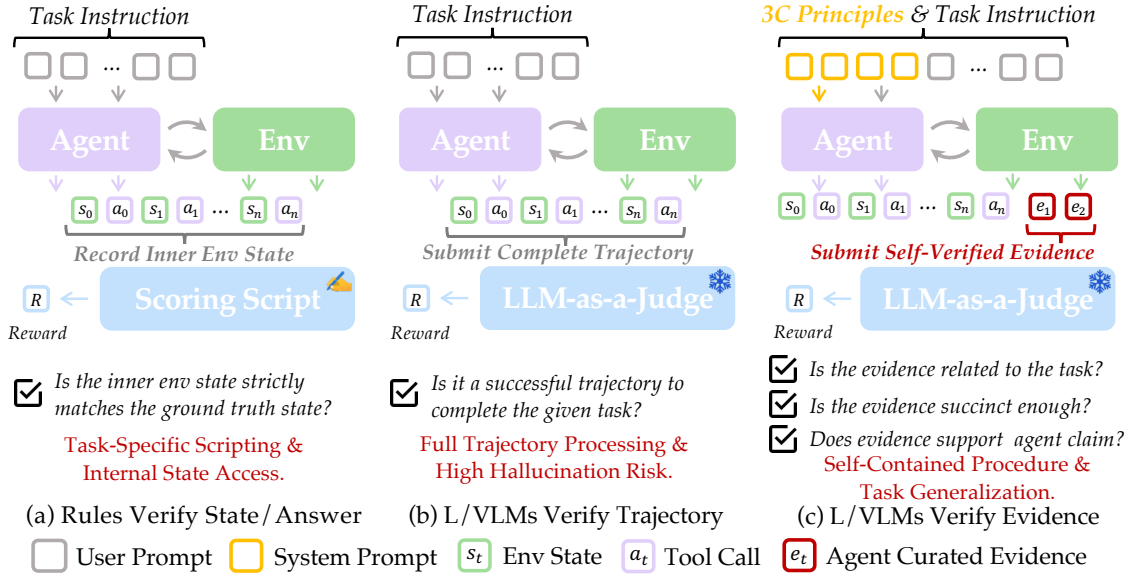 Task Instruction
...
Agent
Env
s0 a0 s1 a1 ... sn an
Record Inner Env State
Scoring Script
R
Reward
Is the inner env state strictly
matches the ground truth state?
Task-Specific Scripting &
Internal State Access.
(a) Rules Verify State/Answer
Task Instruction
...
Agent
Env
s0 a0 s1 a1 ... sn an
Submit Complete Trajectory
LLM-as-a-Judge
R
Reward
Is it a successful trajectory to
complete the given task?
Full Trajectory Processing &
High Hallucination Risk.
(b) L/VLMs Verify Trajectory
3C Principles & Task Instruction
...
Agent
Env
s0 a0 s1 a1 ... sn an e1 e2
Submit Self-Verified Evidence
LLM-as-a-Judge
R
Reward
Is the evidence related to the task?
Is the evidence succinct enough?
Does evidence support agent claim?
Self-Contained Procedure &
Task Generalization.
(c) L/VLMs Verify Evidence
User Prompt System Prompt st Env State at Tool Call et Agent Curated Evidence